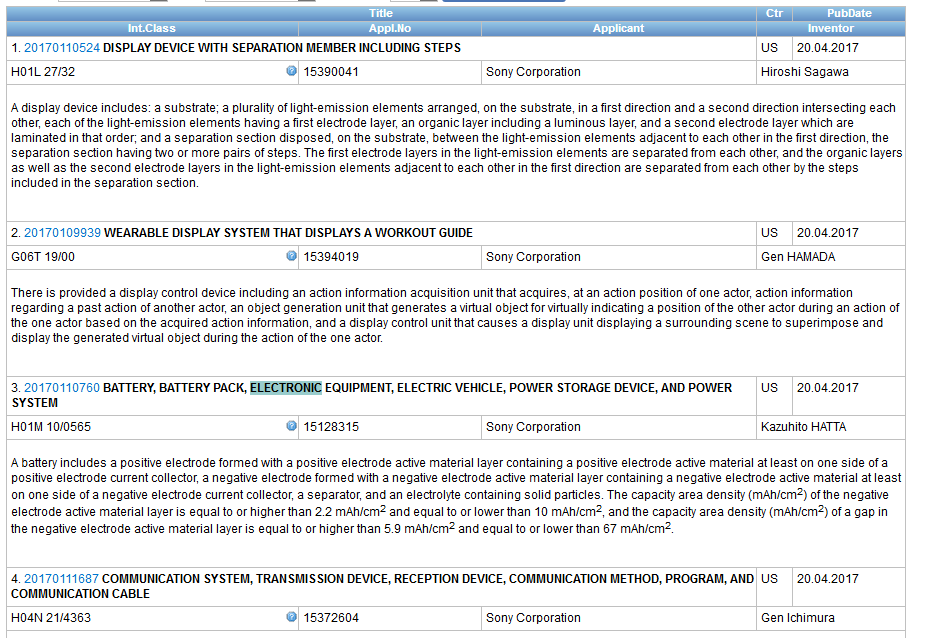 Title Ctr PubDate
Int.Class Appl.No Applicant Inventor
1. 20170110524 DISPLAY DEVICE WITH SEPARATION MEMBER INCLUDING STEPS US 20.04.2017
H01L 27/32 15390041 Sony Corporation Hiroshi Sagawa
A display device includes: a substrate; a plurality of light-emission elements arranged, on the substrate, in a first direction and a second direction intersecting each
other, each of the light-emission elements having a first electrode layer, an organic layer including a luminous layer, and a second electrode layer which are
laminated in that order; and a separation section disposed, on the substrate, between the light-emission elements adjacent to each other in the first direction, the
separation section having two or more pairs of steps. The first electrode layers in the light-emission elements are separated from each other, and the organic layers
as well as the second electrode layers in the light-emission elements adjacent to each other in the first direction are separated from each other by the steps
included in the separation section.
2. 20170109939 WEARABLE DISPLAY SYSTEM THAT DISPLAYS A WORKOUT GUIDE US 20.04.2017
G06T 19/00 15394019 Sony Corporation Gen HAMADA
There is provided a display control device including an action information acquisition unit that acquires, at an action position of one actor, action information
regarding a past action of another actor, an object generation unit that generates a virtual object for virtually indicating a position of the other actor during an action of
the one actor based on the acquired action information, and a display control unit that causes a display unit displaying a surrounding scene to superimpose and
display the generated virtual object during the action of the one actor.
3. 20170110760 BATTERY, BATTERY PACK, ELECTRONIC EQUIPMENT, ELECTRIC VEHICLE, POWER STORAGE DEVICE, AND POWER US 20.04.2017
SYSTEM
H01M 10/0565 15128315 Sony Corporation Kazuhito HATTA
A battery includes a positive electrode formed with a positive electrode active material layer containing a positive electrode active material at least on one side of a
positive electrode current collector, a negative electrode formed with a negative electrode active material layer containing a negative electrode active material at least
on one side of a negative electrode current collector, a separator, and an electrolyte containing solid particles. The capacity area density (mAh/cm2) of the negative
electrode active material layer is equal to or higher than 2.2 mAh/cm2 and equal to or lower than 10 mAh/cm2, and the capacity area density (mAh/cm2) of a gap in
the negative electrode active material layer is equal to or higher than 5.9 mAh/cm2 and equal to or lower than 67 mAh/cm2.
4. 20170111687 COMMUNICATION SYSTEM, TRANSMISSION DEVICE, RECEPTION DEVICE, COMMUNICATION METHOD, PROGRAM, AND US 20.04.2017
COMMUNICATION CABLE
H04N 21/4363 15372604 Sony Corporation Gen Ichimura